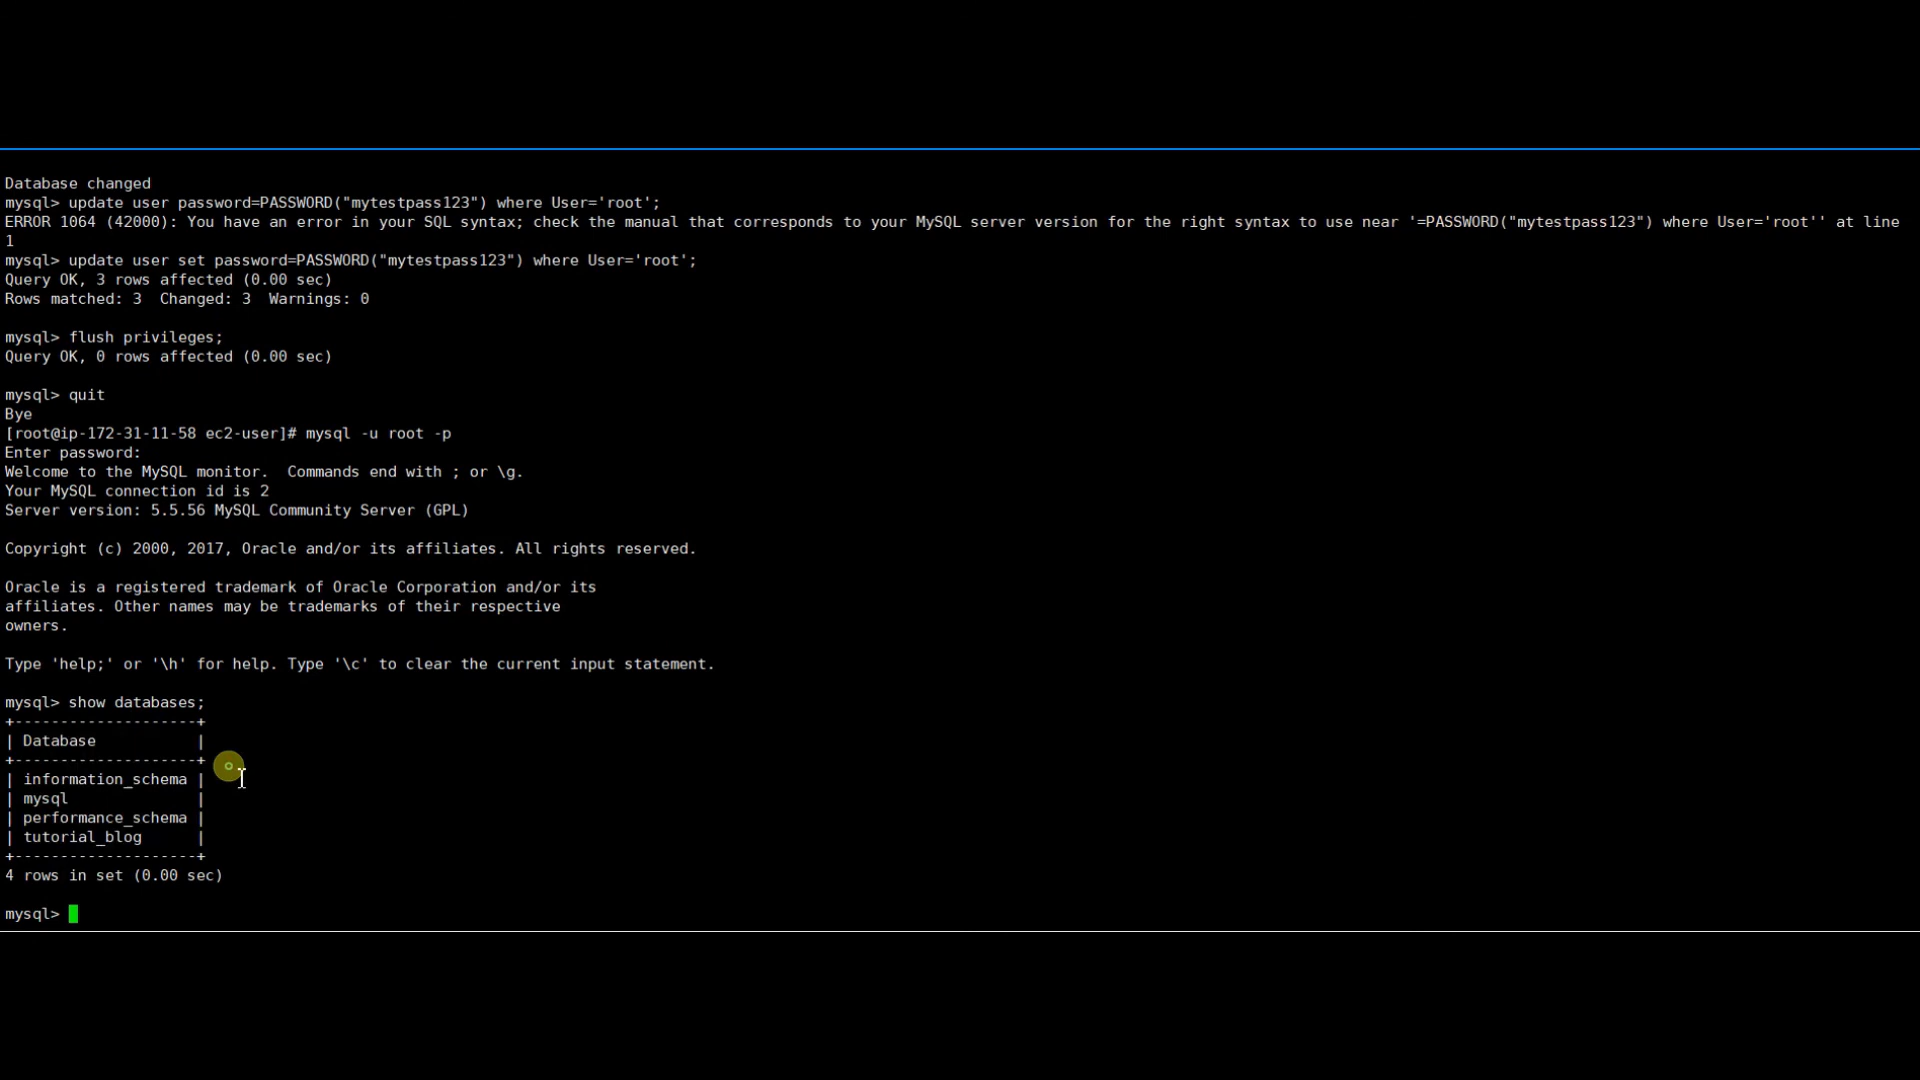 Database changed
mysql> update user password=PASSWORD("mytestpass123") where User='root';
ERROR 1064 (42000): You have an error in your SQL syntax; check the manual that corresponds to your MySQL server version for the right syntax to use near '=PASSWORD("mytestpass123") where User='root'' at line
1
mysql> update user set password=PASSWORD("mytestpass123") where User='root';
Query OK, 3 rows affected (0.00 sec)
Rows matched: 3  Changed: 3  Warnings: 0
mysql> flush privileges;
Query OK, 0 rows affected (0.00 sec)
mysql> quit
Bye
[root@ip-172-31-11-58 ec2-user]# mysql -u root -p
Enter password:
Welcome to the MySQL monitor.  Commands end with ; or \g.
Your MySQL connection id is 2
Server version: 5.5.56 MySQL Community Server (GPL)
Copyright (c) 2000, 2017, Oracle and/or its affiliates. All rights reserved.
Oracle is a registered trademark of Oracle Corporation and/or its
affiliates. Other names may be trademarks of their respective
owners.
Type 'help;' or '\h' for help. Type '\c' to clear the current input statement.
mysql> show databases;
+--------------------+
| Database           |
+--------------------+
| information_schema |
| mysql              |
| performance_schema |
| tutorial_blog      |
+--------------------+
4 rows in set (0.00 sec)
mysql>